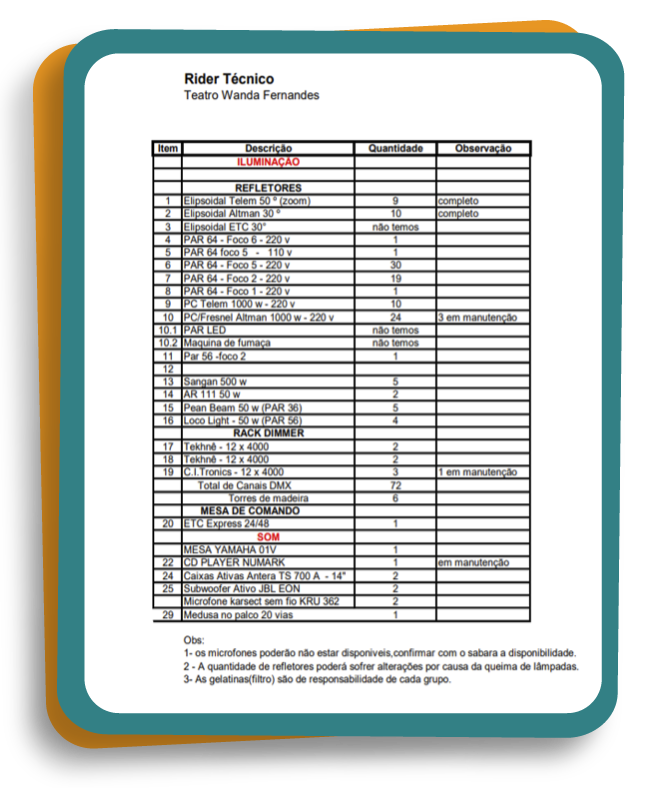 Rider Técnico
Teatro Wanda Fernandes
Item Descrição Quantidade Observação
ILUMINAÇÃO
REFLETORES
1 Elipsoidal Telem 50 º (zoom) 9 completo
2 Elipsoidal Altman 30 º 10 completo
3 Elipsoidal ETC 30° não temos
4 PAR 64 - Foco 6 - 220 v 1
5 PAR 64 foco 5 - 110 v 1
6 PAR 64 - Foco 5 - 220 v 30
7 PAR 64 - Foco 2 - 220 v 19
8 PAR 64 - Foco 1 - 220 v 1
9 PC Telem 1000 w - 220 v 10
10 PC/Fresnel Altman 1000 w - 220 v 24 3 em manutenção
10.1 PAR LED não temos
10.2 Maquina de fumaça não temos
11 Par 56 -foco 2 1
12
13 Sangan 500 w 5
14 AR 111 50 w 2
15 Pean Beam 50 w (PAR 36) 5
16 Loco Light - 50 w (PAR 56) 4
RACK DIMMER
17 Tekhnê - 12 x 4000 2
18 Tekhnê - 12 x 4000 2
19 C.I.Tronics - 12 x 4000 3 1 em manutenção
Total de Canais DMX 72
Torres de madeira 6
MESA DE COMANDO
20 ETC Express 24/48 1
SOM
MESA YAMAHA 01V 1
22 CD PLAYER NUMARK 1 em manutenção
24 Caixas Ativas Antera TS 700 A - 14" 2
25 Subwoofer Ativo JBL EON 2
Microfone karsect sem fio KRU 362 2
29 Medusa no palco 20 vias 1
Obs:
1- os microfones poderão não estar disponiveis,confirmar com o sabara a disponibilidade.
2 - A quantidade de refletores poderá sofrer alterações por causa da queima de lâmpadas.
3- As gelatinas(filtro) são de responsabilidade de cada grupo.